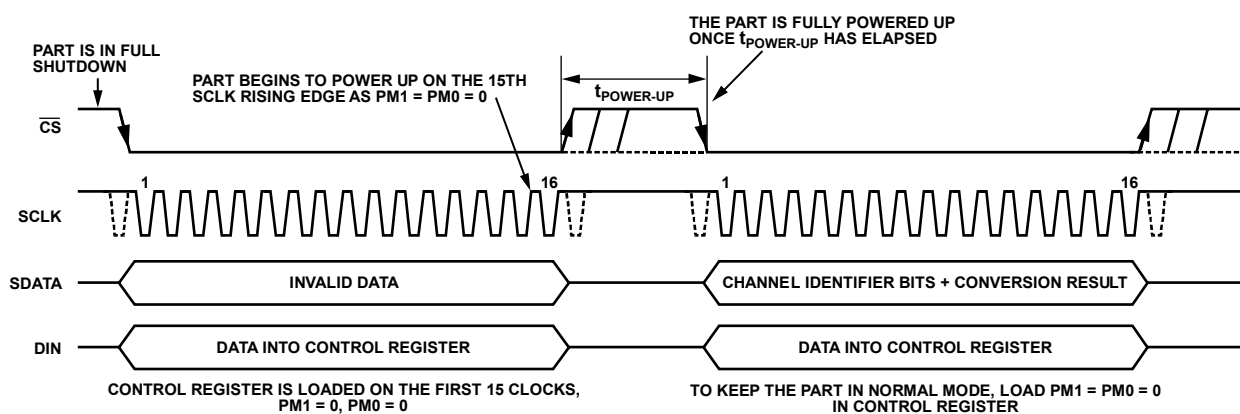 PART IS IN FULL
SHUTDOWN
PART BEGINS TO POWER UP ON THE 15TH
SCLK RISING EDGE AS PM1 = PM0 = 0
tPOWER-UP
THE PART IS FULLY POWERED UP
ONCE tPOWER-UP HAS ELAPSED
CS
SCLK
1
16
1
16
SDATA
INVALID DATA
CHANNEL IDENTIFIER BITS + CONVERSION RESULT
DIN
DATA INTO CONTROL REGISTER
DATA INTO CONTROL REGISTER
CONTROL REGISTER IS LOADED ON THE FIRST 15 CLOCKS,
PM1 = 0, PM0 = 0
TO KEEP THE PART IN NORMAL MODE, LOAD PM1 = PM0 = 0
IN CONTROL REGISTER